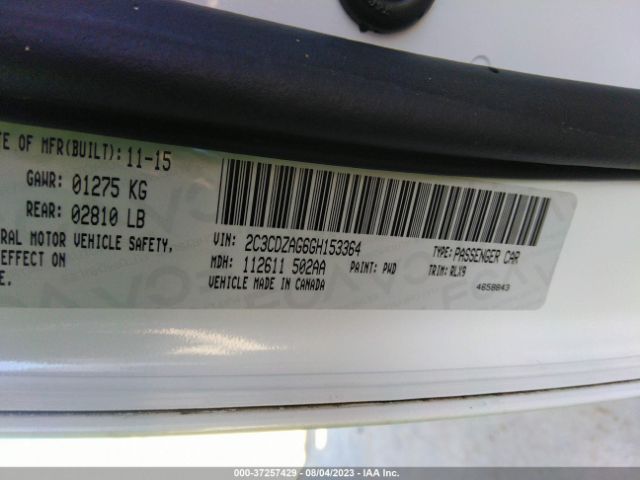 TE OF MFR(BUILT): 11-15
GAWR: 01275 KG
REAR: 02810 LB
RAL MOTOR VEHICLE SAFETY,
EFFECT ON
E.
VIN: 2C3CDZAG6GH153364
MDH: 112611 502AA PAINT: PWD
VEHICLE MADE IN CANADA
TYPE: PASSENGER CAR
TRIM: RLX9
4658843
000-37257429 - 08/04/2023 - IAA Inc.